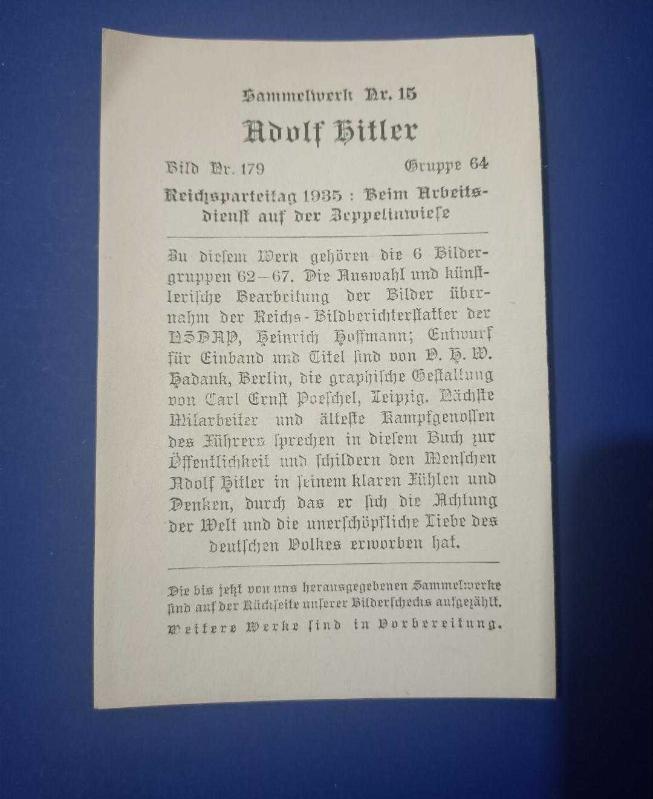 Sammelwerk Nr. 15
Adolf Hitler
Bild Nr. 179 Gruppe 64
Reichsparteitag 1935 : Beim Arbeits-
dienst auf der Zeppelinwiese
Zu diesem Werk gehören die 6 Bilder-
gruppen 62–67. Die Auswahl und künst-
lerische Bearbeitung der Bilder über-
nahm der Reichs-Bildberichterstatter der
NSDAP, Heinrich Hoffmann; Entwurf
für Einband und Titel sind von O. H. W.
Hadank, Berlin, die graphische Gestaltung
von Carl Ernst Poeschel, Leipzig. Nächste
Mitarbeiter und älteste Kampfgenossen
des Führers sprechen in diesem Buch zur
Öffentlichkeit und schildern den Menschen
Adolf Hitler in seinem klaren Fühlen und
Denken, durch das er sich die Achtung
der Welt und die unerschöpfliche Liebe des
deutschen Volkes erworben hat.
Die bis jetzt von uns herausgegebenen Sammelwerke
sind auf der Rückseite unserer Bilderschecks aufgezählt.
Weitere Werke sind in Vorbereitung.